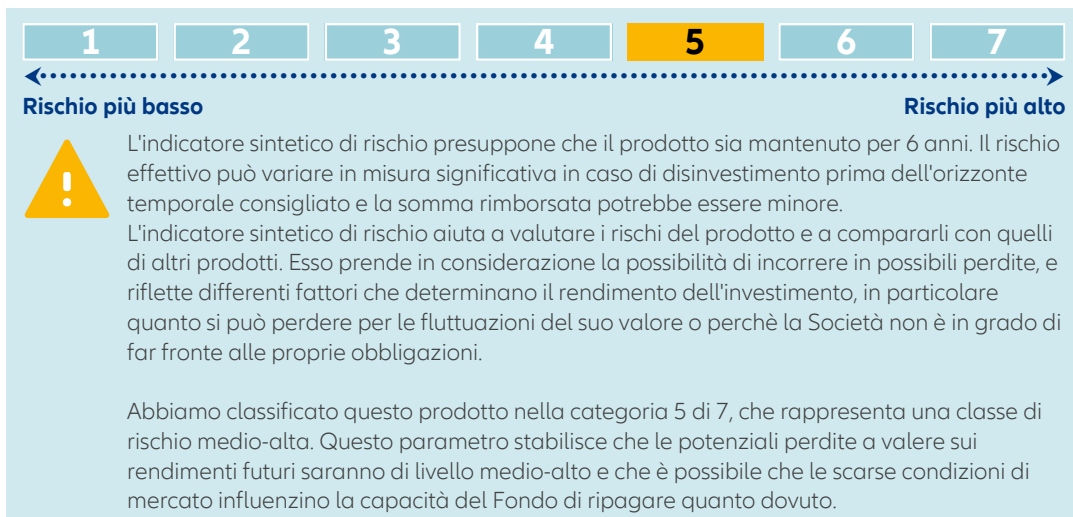 1 2 3 4 5 6 7
Rischio più basso Rischio più alto
L'indicatore sintetico di rischio presuppone che il prodotto sia mantenuto per 6 anni. Il rischio
effettivo può variare in misura significativa in caso di disinvestimento prima dell'orizzonte
temporale consigliato e la somma rimborsata potrebbe essere minore.
L'indicatore sintetico di rischio aiuta a valutare i rischi del prodotto e a compararli con quelli
di altri prodotti. Esso prende in considerazione la possibilità di incorrere in possibili perdite, e
riflette differenti fattori che determinano il rendimento dell'investimento, in particolare
quanto si può perdere per le fluttuazioni del suo valore o perchè la Società non è in grado di
far fronte alle proprie obbligazioni.
Abbiamo classificato questo prodotto nella categoria 5 di 7, che rappresenta una classe di
rischio medio-alta. Questo parametro stabilisce che le potenziali perdite a valere sui
rendimenti futuri saranno di livello medio-alto e che è possibile che le scarse condizioni di
mercato influenzino la capacità del Fondo di ripagare quanto dovuto.